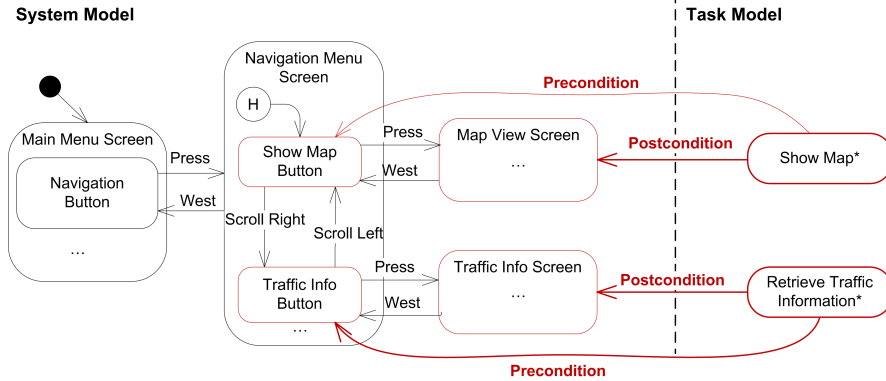 System Model
Task Model
Navigation Menu
Screen
H
Precondition
Main Menu Screen
Navigation
Button
…
Press
West
Show Map
Button
Press
West
Map View Screen
…
Postcondition
Show Map*
Scroll Right
Scroll Left
Traffic Info
Button
…
Press
West
Traffic Info Screen
…
Postcondition
Retrieve Traffic
Information*
Precondition